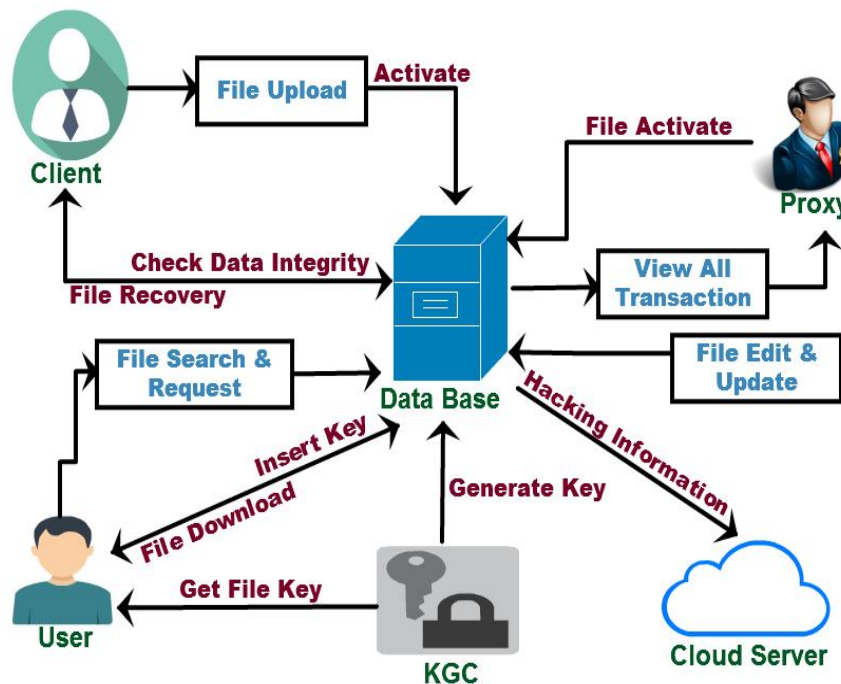 File Upload
Activate
Client
File Activate
Proxy
Check Data Integrity
File Recovery
View All
Transaction
File Search &
Request
File Edit &
Update
Data Base
Hacking Information
Insert Key
File Download
Generate Key
Get File Key
User
KGC
Cloud Server